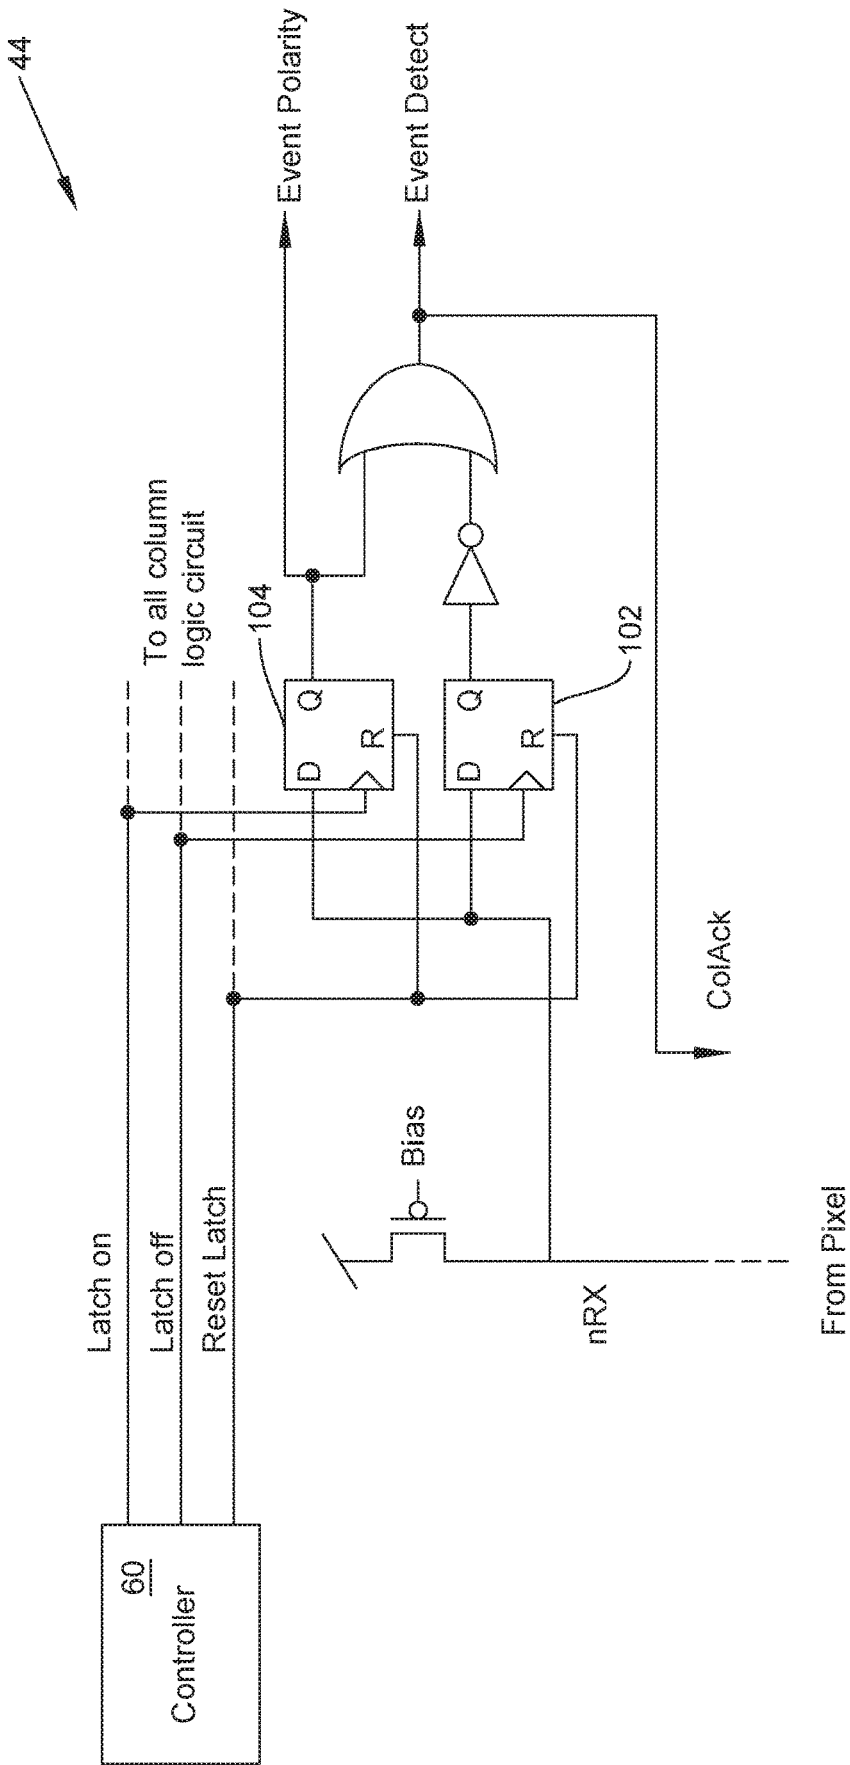 44
Event Polarity
Event Detect
To all column
logic circuit
104
102
D
Q
R
D
Q
R
ColAck
Latch on
Latch off
Reset Latch
Bias
nRX
From Pixel
60
Controller